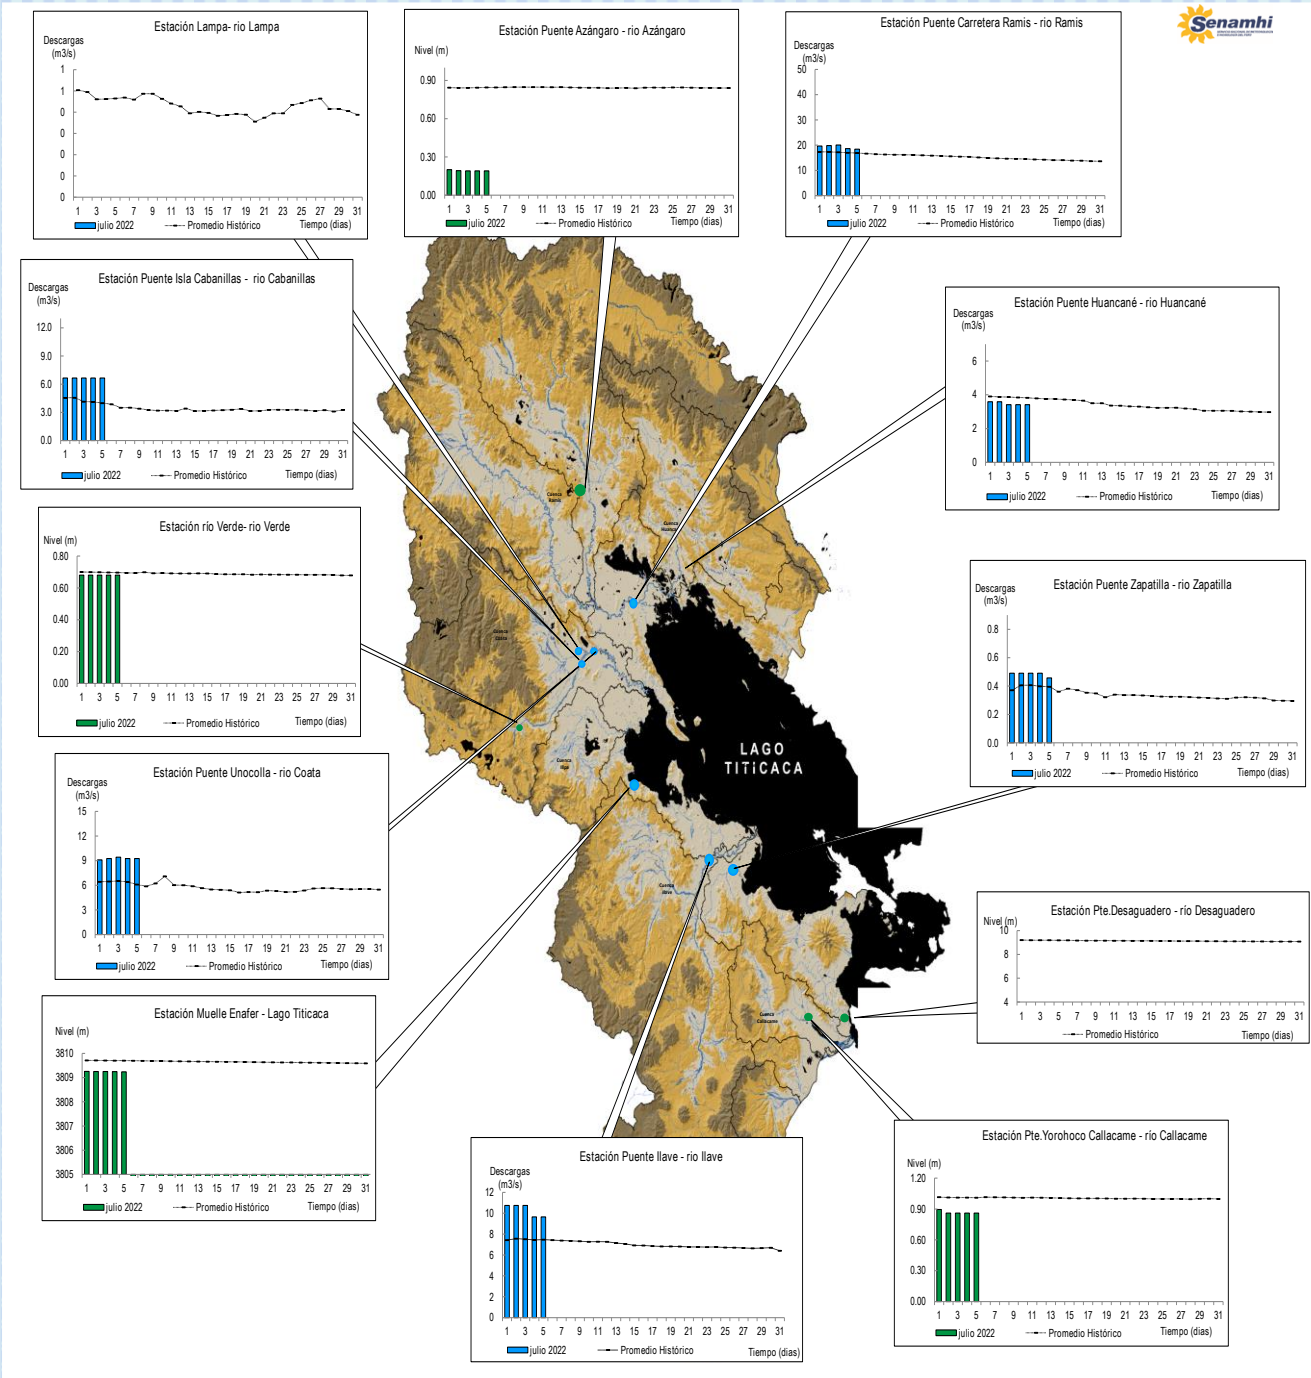 Estación Lampa- rio Lampa
Descargas
(m3/s)
1
1
0
0
0
0
0
1 3 5 7 9 11 13 15 17 19 21 23 25 27 29 31
julio 2022 Promedio Histórico Tiempo (dias)
Estación Puente Azángaro - rio Azángaro
Nivel (m)
0.90
0.60
0.30
0.00
1 3 5 7 9 11 13 15 17 19 21 23 25 27 29 31
julio 2022 Promedio Histórico Tiempo (dias)
Estación Puente Carretera Ramis - rio Ramis
Descargas
(m3/s)
50
40
30
20
10
0
1 3 5 7 9 11 13 15 17 19 21 23 25 27 29 31
julio 2022 Promedio Histórico Tiempo (dias)
Senamhi
Estación Puente Isla Cabanillas - rio Cabanillas
Descargas
(m3/s)
12.0
9.0
6.0
3.0
0.0
1 3 5 7 9 11 13 15 17 19 21 23 25 27 29 31
julio 2022 Promedio Histórico Tiempo (dias)
Estación Puente Huancané - rio Huancané
Descargas
(m3/s)
6
4
2
0
1 3 5 7 9 11 13 15 17 19 21 23 25 27 29 31
julio 2022 Promedio Histórico Tiempo (dias)
Estación río Verde- rio Verde
Nivel (m)
0.80
0.60
0.40
0.20
0.00
1 3 5 7 9 11 13 15 17 19 21 23 25 27 29 31
julio 2022 Promedio Histórico Tiempo (dias)
Estación Puente Zapatilla - rio Zapatilla
Descargas
(m3/s)
0.8
0.6
0.4
0.2
0.0
1 3 5 7 9 11 13 15 17 19 21 23 25 27 29 31
julio 2022 Promedio Histórico Tiempo (dias)
Estación Puente Unocolla - rio Coata
Descargas
(m3/s)
15
12
9
6
3
0
1 3 5 7 9 11 13 15 17 19 21 23 25 27 29 31
julio 2022 Promedio Histórico Tiempo (dias)
LAGO
TITICACA
Cuenca
Cuenca
Cuenca
Cuenca
Cuenca
Ilave
Cuenca
Callacame
Estación Pte.Desaguadero - río Desaguadero
Nivel (m)
10
8
6
4
1 3 5 7 9 11 13 15 17 19 21 23 25 27 29 31
Promedio Histórico Tiempo (dias)
Estación Muelle Enafer - Lago Titicaca
Nivel (m)
3810
3809
3808
3807
3806
3805
1 3 5 7 9 11 13 15 17 19 21 23 25 27 29 31
julio 2022 Promedio Histórico Tiempo (dias)
Estación Puente Ilave - rio Ilave
Descargas
(m3/s)
12
10
8
6
4
2
0
1 3 5 7 9 11 13 15 17 19 21 23 25 27 29 31
julio 2022 Promedio Histórico Tiempo (dias)
Estación Pte.Yorohoco Callacame - río Callacame
Nivel (m)
1.20
0.90
0.60
0.30
0.00
1 3 5 7 9 11 13 15 17 19 21 23 25 27 29 31
julio 2022 Promedio Histórico Tiempo (dias)